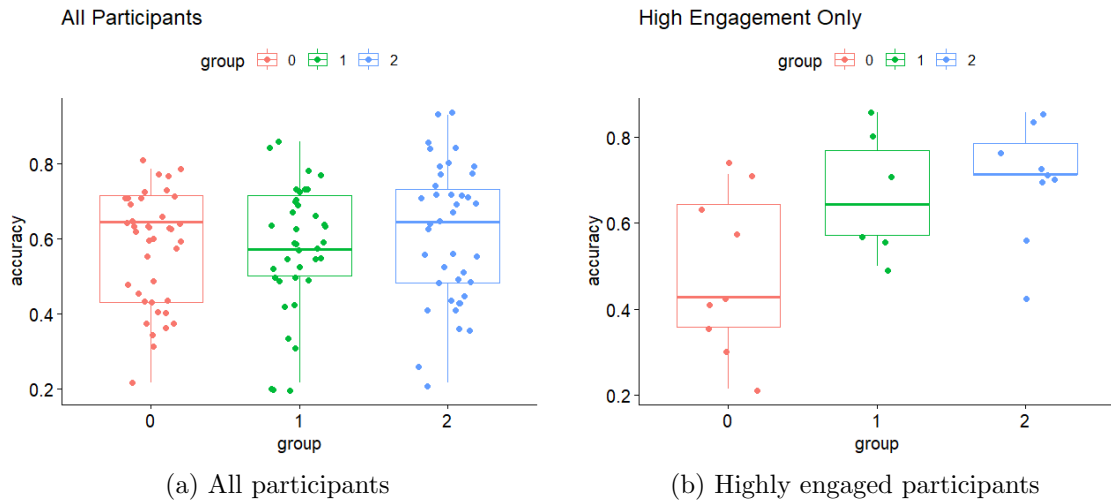 All Participants
group 0 1 2
accuracy
0.8
0.6
0.4
0.2
0 1 2
group
(a) All participants
High Engagement Only
group 0 1 2
accuracy
0.8
0.6
0.4
0.2
0 1 2
group
(b) Highly engaged participants